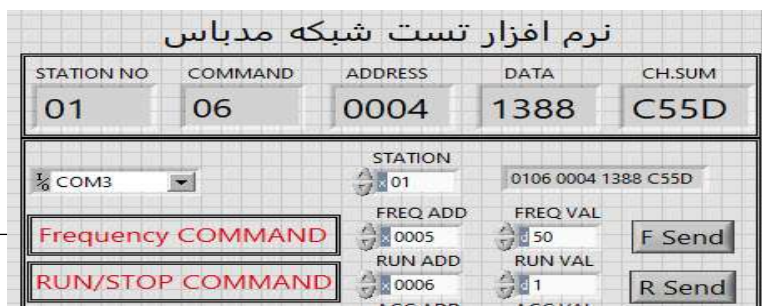 نرم افزار تست شبکه مدباس
STATION NO COMMAND ADDRESS DATA CH.SUM
01 06 0004 1388 C55D
STATION
I/O COM3 x 01 0106 0004 1388 C55D
FREQ ADD FREQ VAL
Frequency COMMAND x 0005 d 50 F Send
RUN ADD RUN VAL
RUN/STOP COMMAND x 0006 d 1 R Send